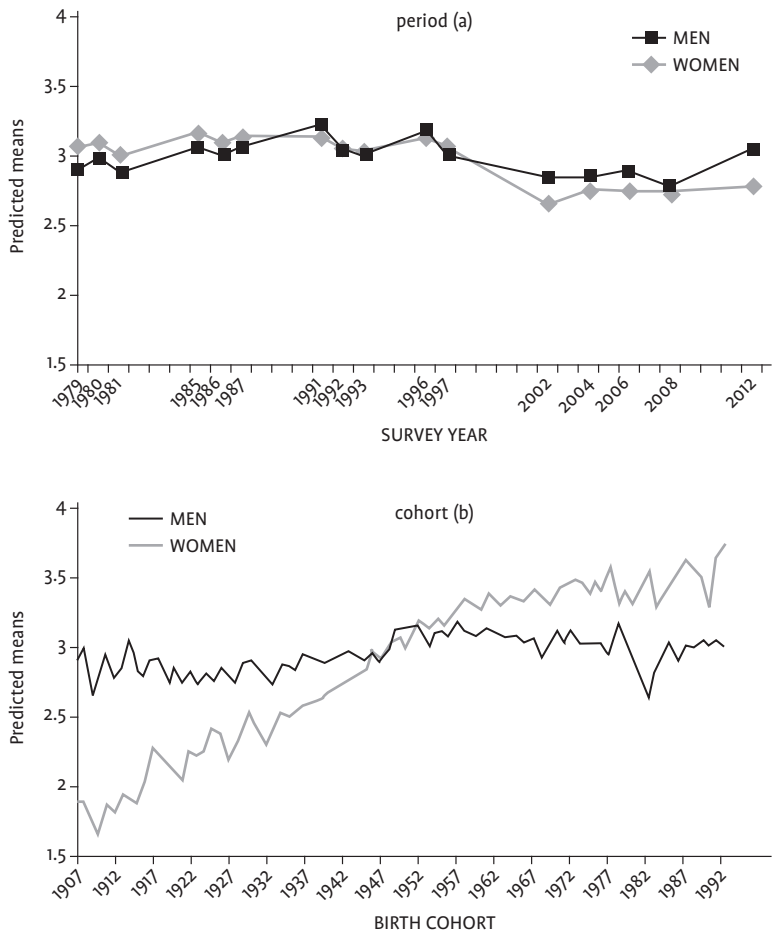 period (a)
4
3.5
3
2.5
2
1.5
Predicted means
MEN
WOMEN
1979 1980 1981 1985 1986 1987 1991 1992 1993 1996 1997 2002 2004 2006 2008 2012
SURVEY YEAR
cohort (b)
4
3.5
3
2.5
2
1.5
Predicted means
MEN
WOMEN
1907 1912 1917 1922 1927 1932 1937 1942 1947 1952 1957 1962 1967 1972 1977 1982 1987 1992
BIRTH COHORT